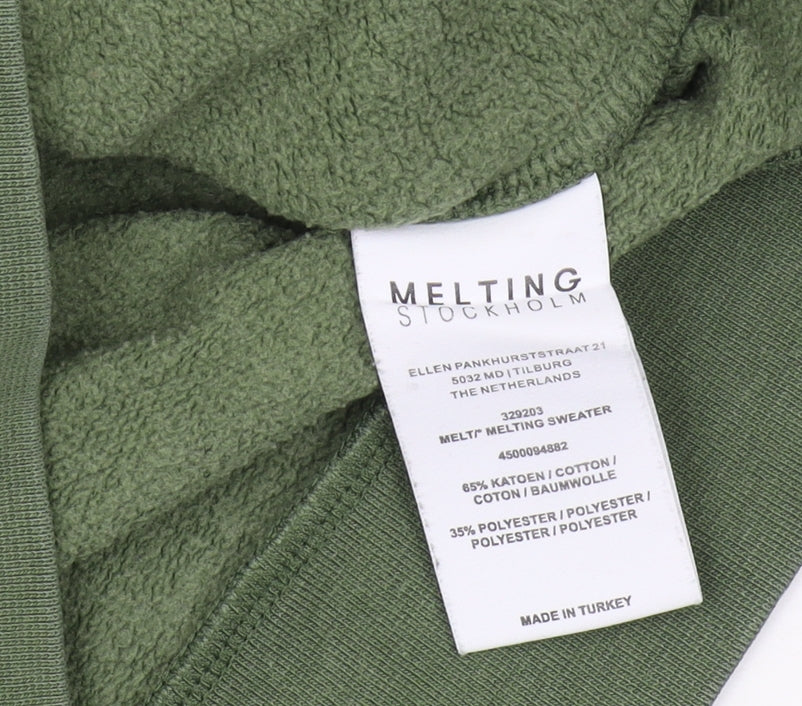 MELTING
STOCKHOLM
ELLEN PANKHURSTSTRAAT 21
5032 MD | TILBURG
THE NETHERLANDS
329203
MELT/* MELTING SWEATER
4500094882
65% KATOEN / COTTON /
COTON / BAUMWOLLE
35% POLYESTER / POLYESTER /
POLYESTER / POLYESTER
MADE IN TURKEY